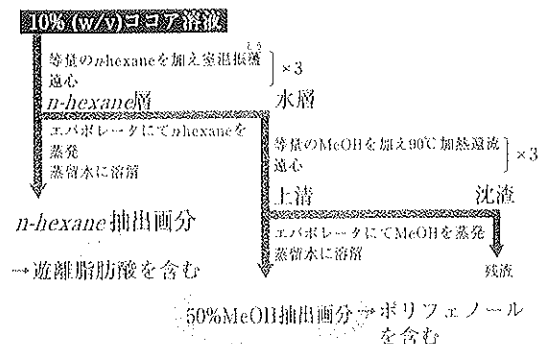 10% (w/v)ココア溶液
等量のn-hexaneを加え室温振盪
とう
遠心
×3
n-hexane層
水層
エバポレータにてn-hexaneを
蒸発
蒸留水に溶解
等量のMeOHを加え90℃加熱還流
遠心
×3
上清
沈渣
n-hexane抽出画分
エバポレータにてMeOHを蒸発
蒸留水に溶解
→遊離脂肪酸を含む
残渣
50%MeOH抽出画分→ポリフェノール
を含む